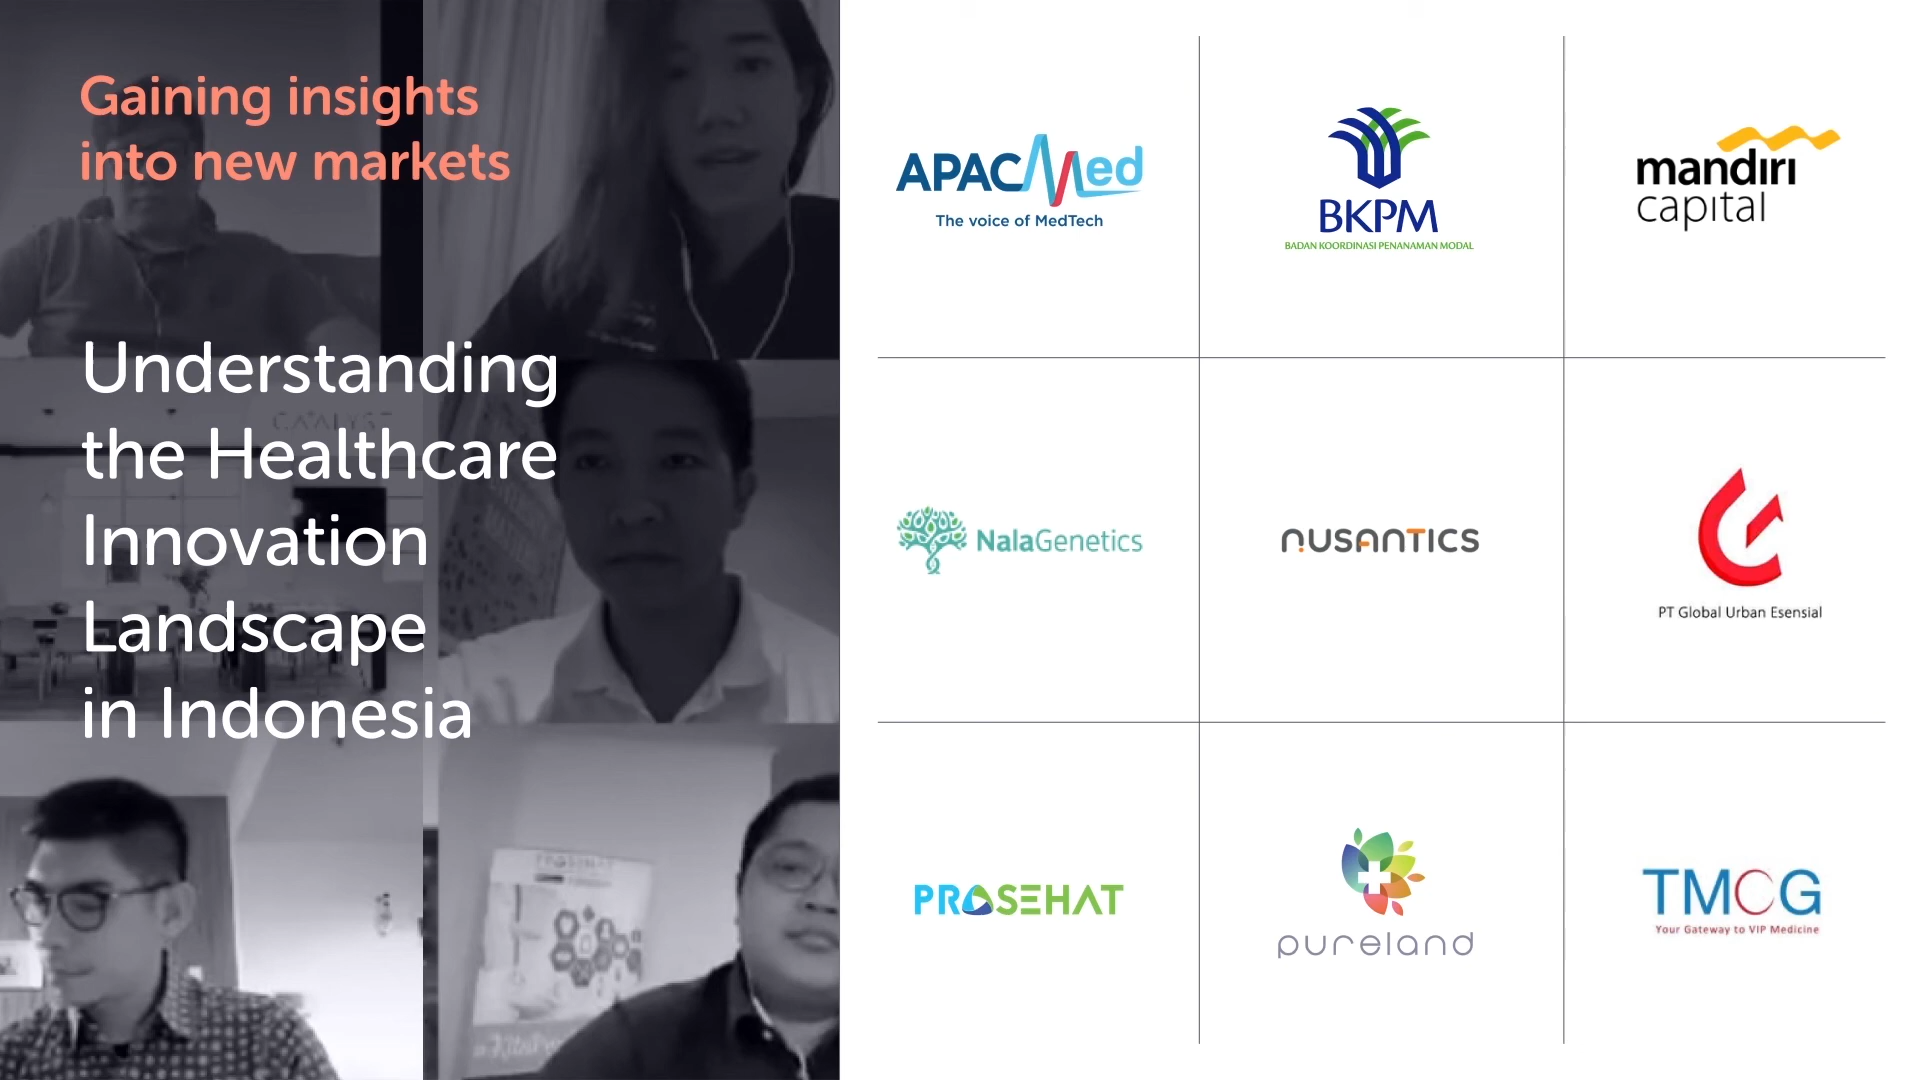 Gaining insights
into new markets
Understanding
the Healthcare
Innovation
Landscape
in Indonesia
CATALYST
PROSEHAT
APACMed
The voice of MedTech
BKPM
BADAN KOORDINASI PENANAMAN MODAL
mandiri
capital
NalaGenetics
NUSANTICS
PT Global Urban Esensial
PROSEHAT
pureland
TMCG
Your Gateway to VIP Medicine